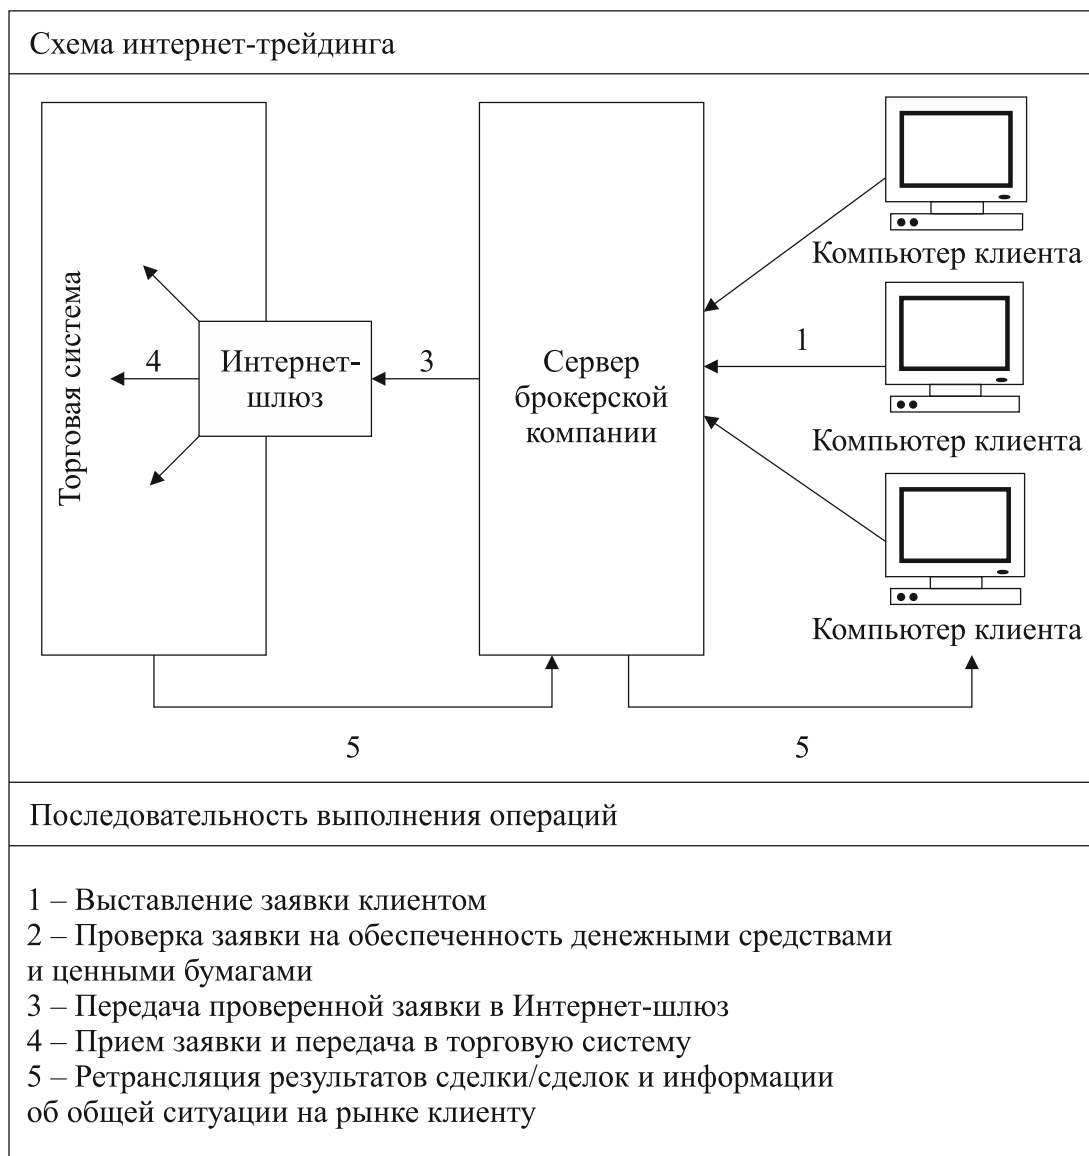 Схема интернет-трейдинга
Компьютер клиента
1
Компьютер клиента
Компьютер клиента
Торговая система
4
Интернет-
шлюз
3
Сервер
брокерской
компании
5
5
Последовательность выполнения операций
1 – Выставление заявки клиентом
2 – Проверка заявки на обеспеченность денежными средствами
и ценными бумагами
3 – Передача проверенной заявки в Интернет-шлюз
4 – Прием заявки и передача в торговую систему
5 – Ретрансляция результатов сделки/сделок и информации
об общей ситуации на рынке клиенту